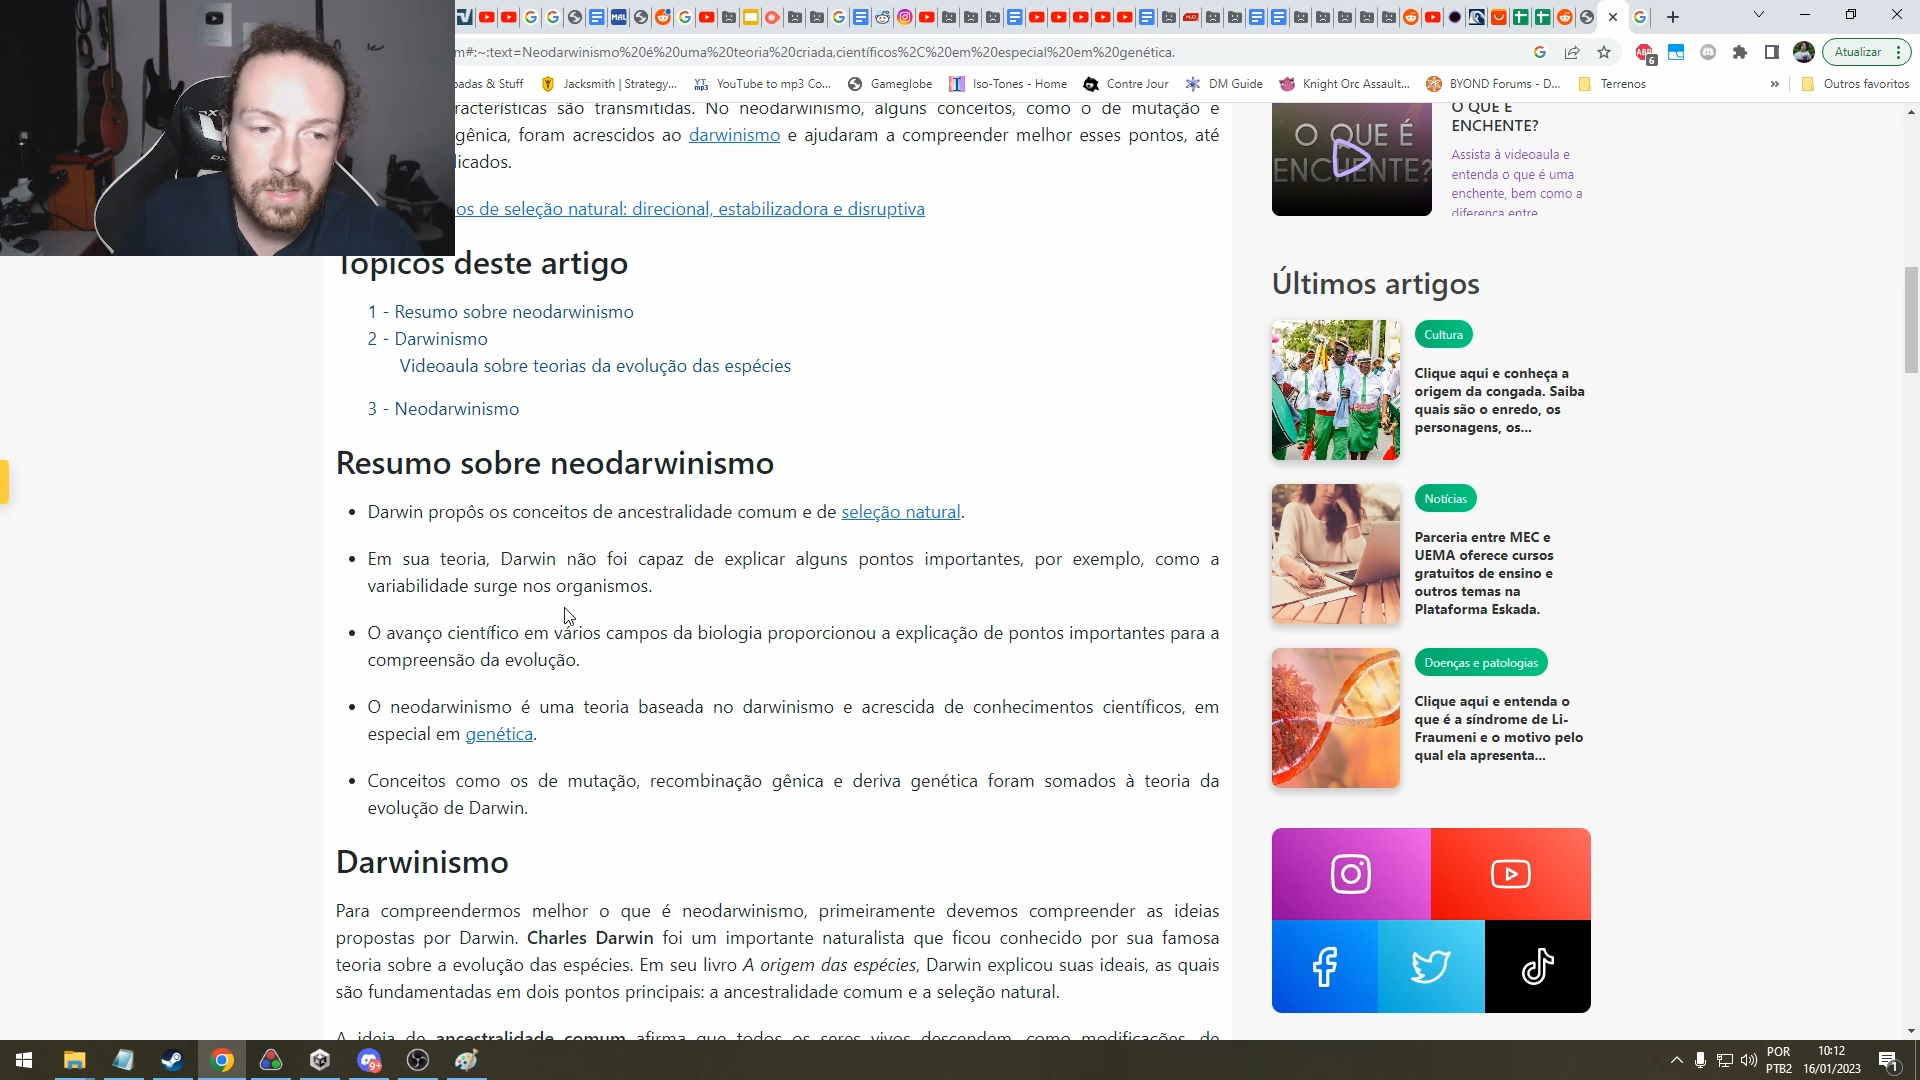 m#:~:text=Neodarwinismo%20é%20uma%20teoria%20criada,científicos%2C%20em%20especial%20em%20genética.
Atualizar
adas & Stuff
Jacksmith | Strategy...
YouTube to mp3 Co...
Gameglobe
Iso-Tones - Home
Contre Jour
DM Guide
Knight Orc Assault...
BYOND Forums - D...
Terrenos
»
Outros favoritos
racterísticas são transmitidas. No neodarwinismo, alguns conceitos, como o de mutação e
gênica, foram acrescidos ao darwinismo e ajudaram a compreender melhor esses pontos, até
licados.
os de seleção natural: direcional, estabilizadora e disruptiva
Tópicos deste artigo
1 - Resumo sobre neodarwinismo
2 - Darwinismo
Videoaula sobre teorias da evolução das espécies
3 - Neodarwinismo
Resumo sobre neodarwinismo
• Darwin propôs os conceitos de ancestralidade comum e de seleção natural.
• Em sua teoria, Darwin não foi capaz de explicar alguns pontos importantes, por exemplo, como a
variabilidade surge nos organismos.
• O avanço científico em vários campos da biologia proporcionou a explicação de pontos importantes para a
compreensão da evolução.
• O neodarwinismo é uma teoria baseada no darwinismo e acrescida de conhecimentos científicos, em
especial em genética.
• Conceitos como os de mutação, recombinação gênica e deriva genética foram somados à teoria da
evolução de Darwin.
Darwinismo
Para compreendermos melhor o que é neodarwinismo, primeiramente devemos compreender as ideias
propostas por Darwin. Charles Darwin foi um importante naturalista que ficou conhecido por sua famosa
teoria sobre a evolução das espécies. Em seu livro A origem das espécies, Darwin explicou suas ideais, as quais
são fundamentadas em dois pontos principais: a ancestralidade comum e a seleção natural.
A ideia de ancestralidade comum afirma que todos os seres vivos descendem, como modificações, de
O QUE É
ENCHENTE?
O QUE É
ENCHENTE?
Assista à videoaula e
entenda o que é uma
enchente, bem como a
diferença entre
Últimos artigos
Cultura
Clique aqui e conheça a
origem da congada. Saiba
quais são o enredo, os
personagens, os...
Notícias
Parceria entre MEC e
UEMA oferece cursos
gratuitos de ensino e
outros temas na
Plataforma Eskada.
Doenças e patologias
Clique aqui e entenda o
que é a síndrome de Li-
Fraumeni e o motivo pelo
qual ela apresenta...
POR
PTB2
10:12
16/01/2023